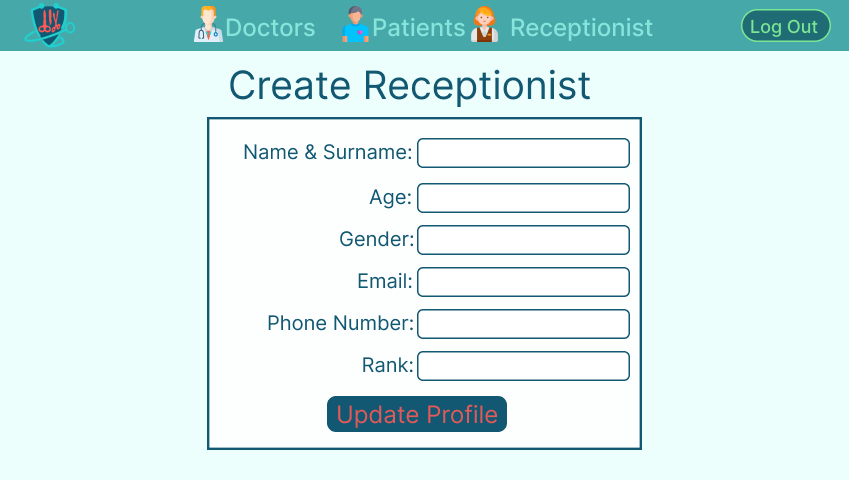 Doctors Patients Receptionist Log Out
Create Receptionist
Name & Surname:
Age:
Gender:
Email:
Phone Number:
Rank:
Update Profile